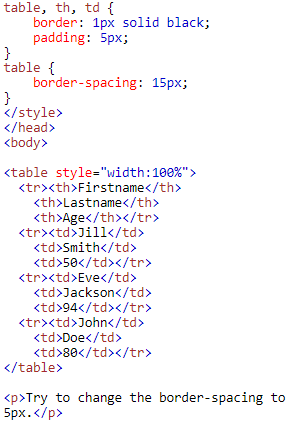 table, th, td {
    border: 1px solid black;
    padding: 5px;
}
table {
    border-spacing: 15px;
}
</style>
</head>
<body>

<table style="width:100%">
  <tr><th>Firstname</th>
    <th>Lastname</th>
    <th>Age</th></tr>
  <tr><td>Jill</td>
    <td>Smith</td>
    <td>50</td></tr>
  <tr><td>Eve</td>
    <td>Jackson</td>
    <td>94</td></tr>
  <tr><td>John</td>
    <td>Doe</td>
    <td>80</td></tr>
</table>

<p>Try to change the border-spacing to
5px.</p>